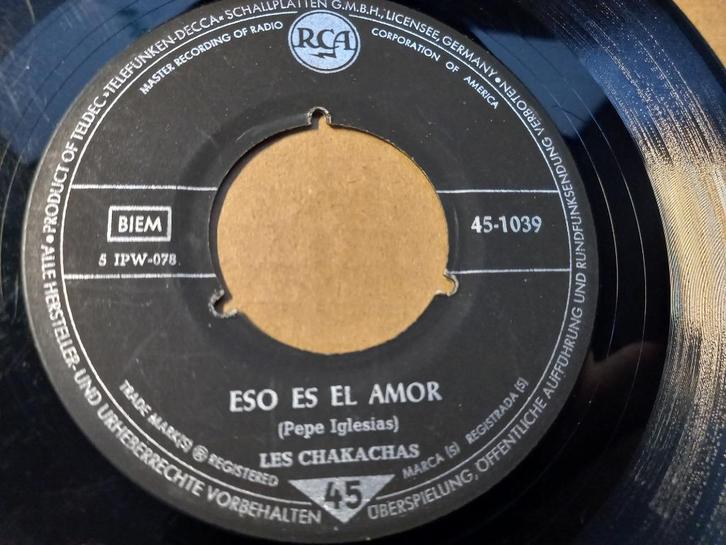 PRODUCT OF TELDEC »TELEFUNKEN-DECCA« SCHALLPLATTEN G.M.B.H., LICENSEE, GERMANY •
MASTER RECORDING OF RADIO CORPORATION OF AMERICA
RCA
BIEM
5 IPW-078
45-1039
ESO ES EL AMOR
(Pepe Iglesias)
LES CHAKACHAS
TRADE MARK(S) ® REGISTERED
MARCA (S) REGISTRADA (S)
45
ALLE HERSTELLER- UND URHEBERRECHTE VORBEHALTEN
ÜBERSPIELUNG, ÖFFENTLICHE AUFFÜHRUNG UND RUNDFUNKSENDUNG VERBOTEN